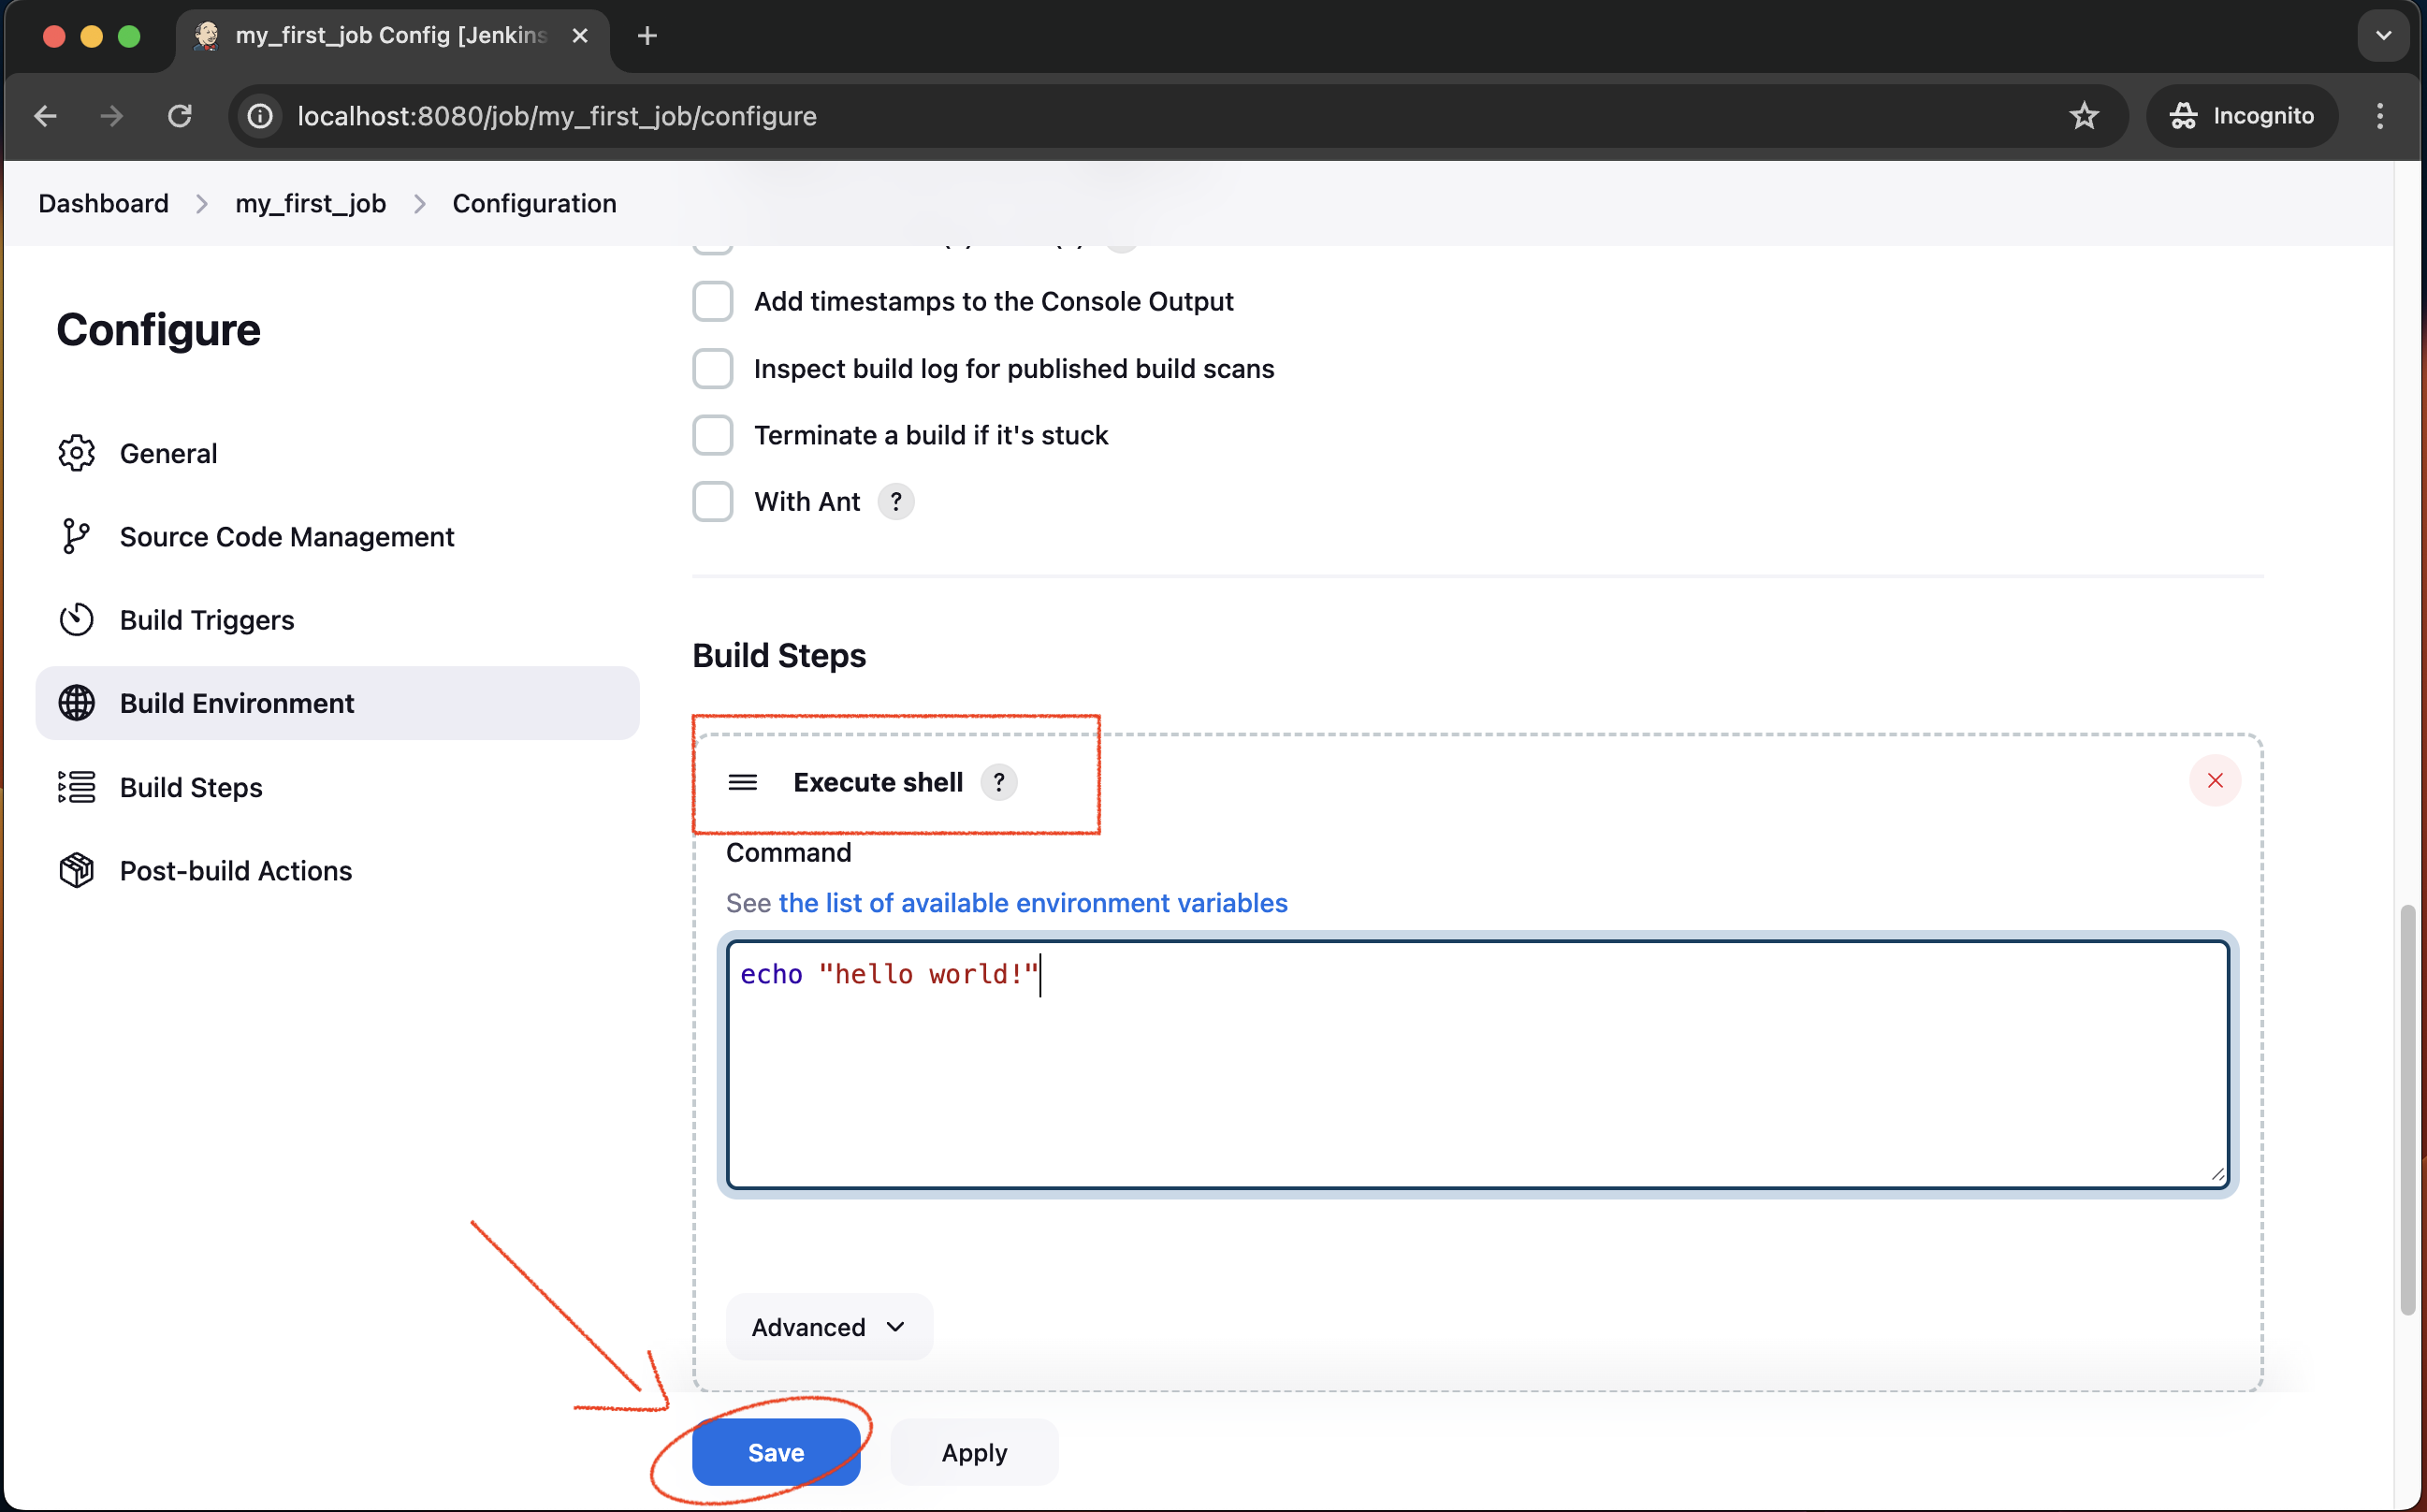 my_first_job Config [Jenkins
localhost:8080/job/my_first_job/configure
Incognito
Dashboard
my_first_job
Configuration
Configure
General
Source Code Management
Build Triggers
Build Environment
Build Steps
Post-build Actions
Add timestamps to the Console Output
Inspect build log for published build scans
Terminate a build if it's stuck
With Ant ?
Build Steps
Execute shell ?
Command
See the list of available environment variables
echo "hello world!"
Advanced
Save
Apply